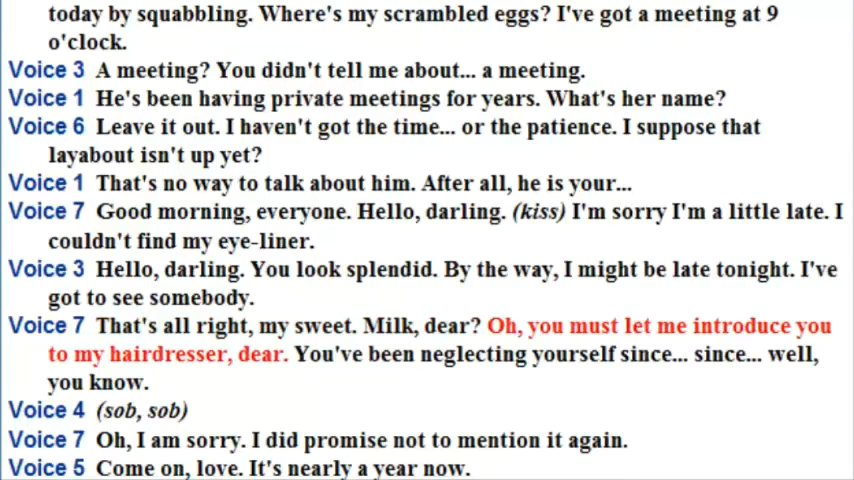 today by squabbling. Where's my scrambled eggs? I've got a meeting at 9
o'clock.
Voice 3 A meeting? You didn't tell me about... a meeting.
Voice 1 He's been having private meetings for years. What's her name?
Voice 6 Leave it out. I haven't got the time... or the patience. I suppose that
layabout isn't up yet?
Voice 1 That's no way to talk about him. After all, he is your...
Voice 7 Good morning, everyone. Hello, darling. (kiss) I'm sorry I'm a little late. I
couldn't find my eye-liner.
Voice 3 Hello, darling. You look splendid. By the way, I might be late tonight. I've
got to see somebody.
Voice 7 That's all right, my sweet. Milk, dear? Oh, you must let me introduce you
to my hairdresser, dear. You've been neglecting yourself since... since... well,
you know.
Voice 4 (sob, sob)
Voice 7 Oh, I am sorry. I did promise not to mention it again.
Voice 5 Come on, love. It's nearly a year now.